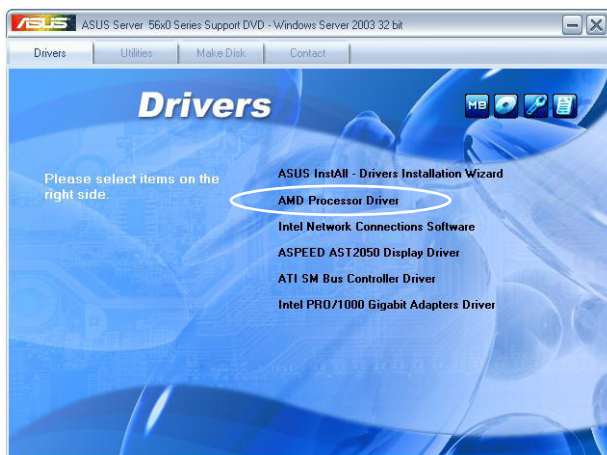 ASUS ASUS Server 56x0 Series Support DVD - Windows Server 2003 32 bit
Drivers Utilities Make Disk Contact
Drivers
MB
Please select items on the
right side.
ASUS InstAll - Drivers Installation Wizard
AMD Processor Driver
Intel Network Connections Software
ASPEED AST2050 Display Driver
ATI SM Bus Controller Driver
Intel PRO/1000 Gigabit Adapters Driver